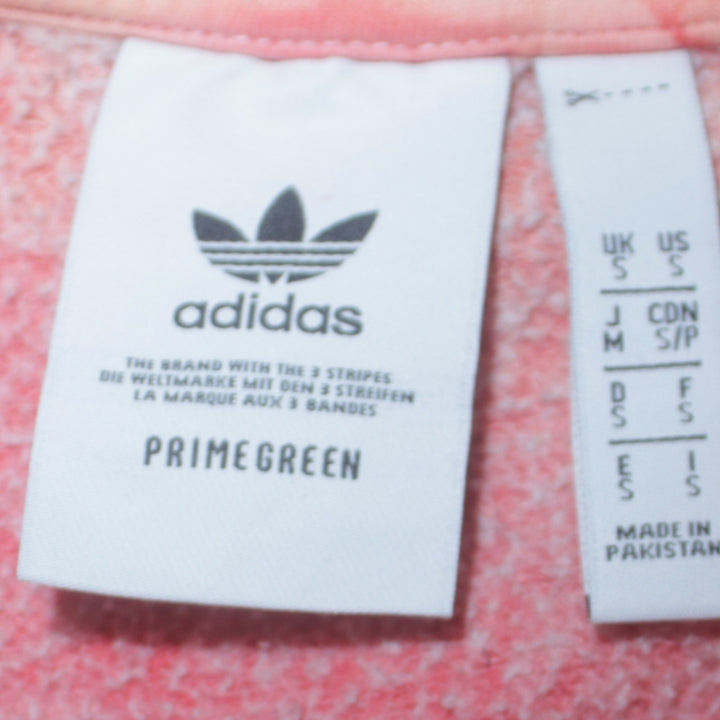 adidas
THE BRAND WITH THE 3 STRIPES
DIE WELTMARKE MIT DEN 3 STREIFEN
LA MARQUE AUX 3 BANDES
PRIMEGREEN
UK US
S S
J CDN
M S/P
D F
S S
E I
S S
MADE IN
PAKISTAN